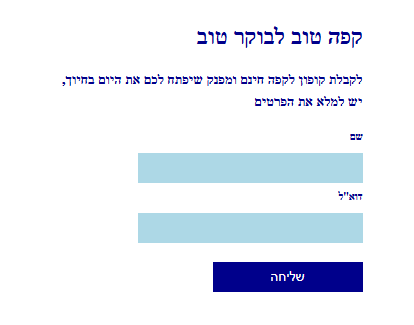 קפה טוב לבוקר טוב
לקבלת קופון לקפה חינם ומפנק שיפתח לכם את היום בחיוך,
יש למלא את הפרטים
שם
דוא"ל
שליחה